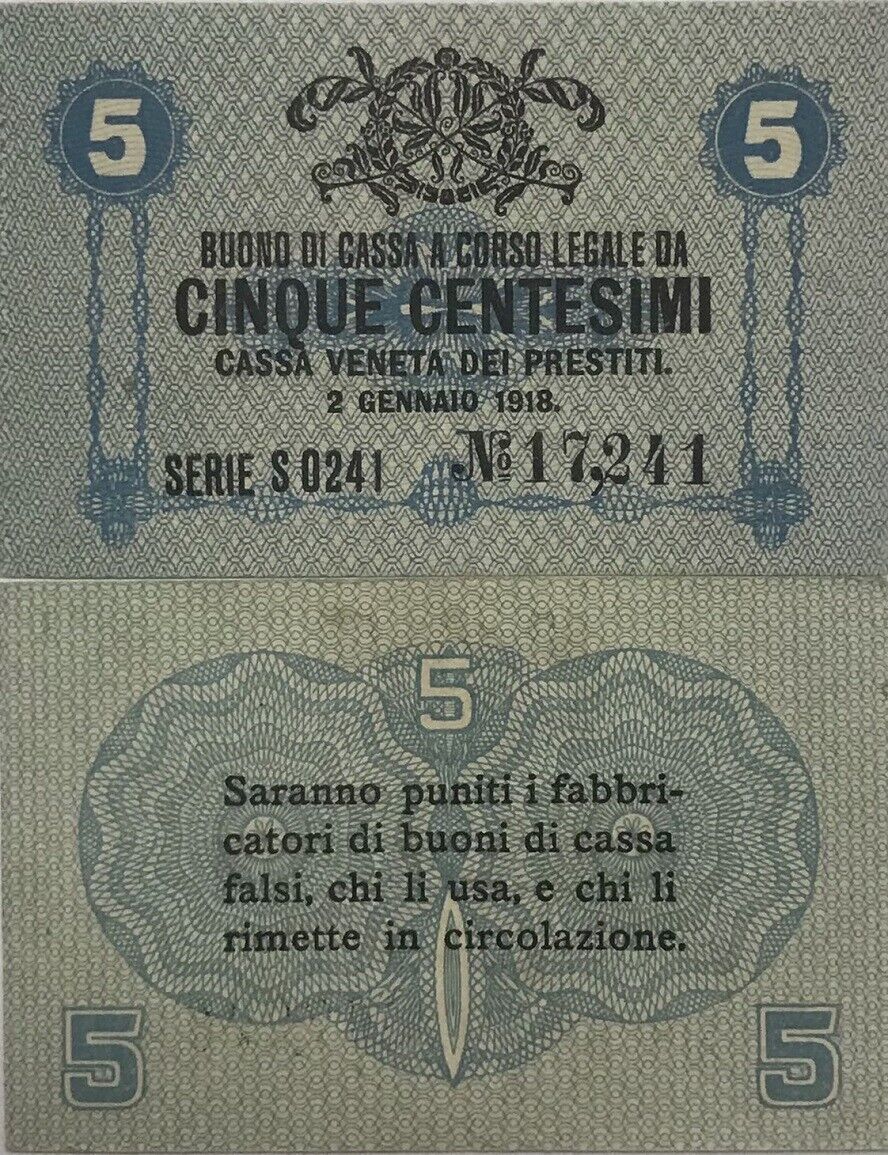 5 5
BUONO DI CASSA A CORSO LEGALE DA
CINQUE CENTESIMI
CASSA VENETA DEI PRESTITI.
2 GENNAIO 1918.
SERIE S 0241 No 17,241
5
Saranno puniti i fabbri-
catori di buoni di cassa
falsi, chi li usa, e chi li
rimette in circolazione.
5 5